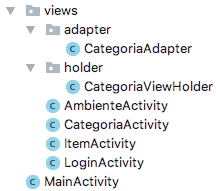 views
adapter
CategoriaAdapter
holder
CategoriaViewHolder
AmbienteActivity
CategoriaActivity
ItemActivity
LoginActivity
MainActivity